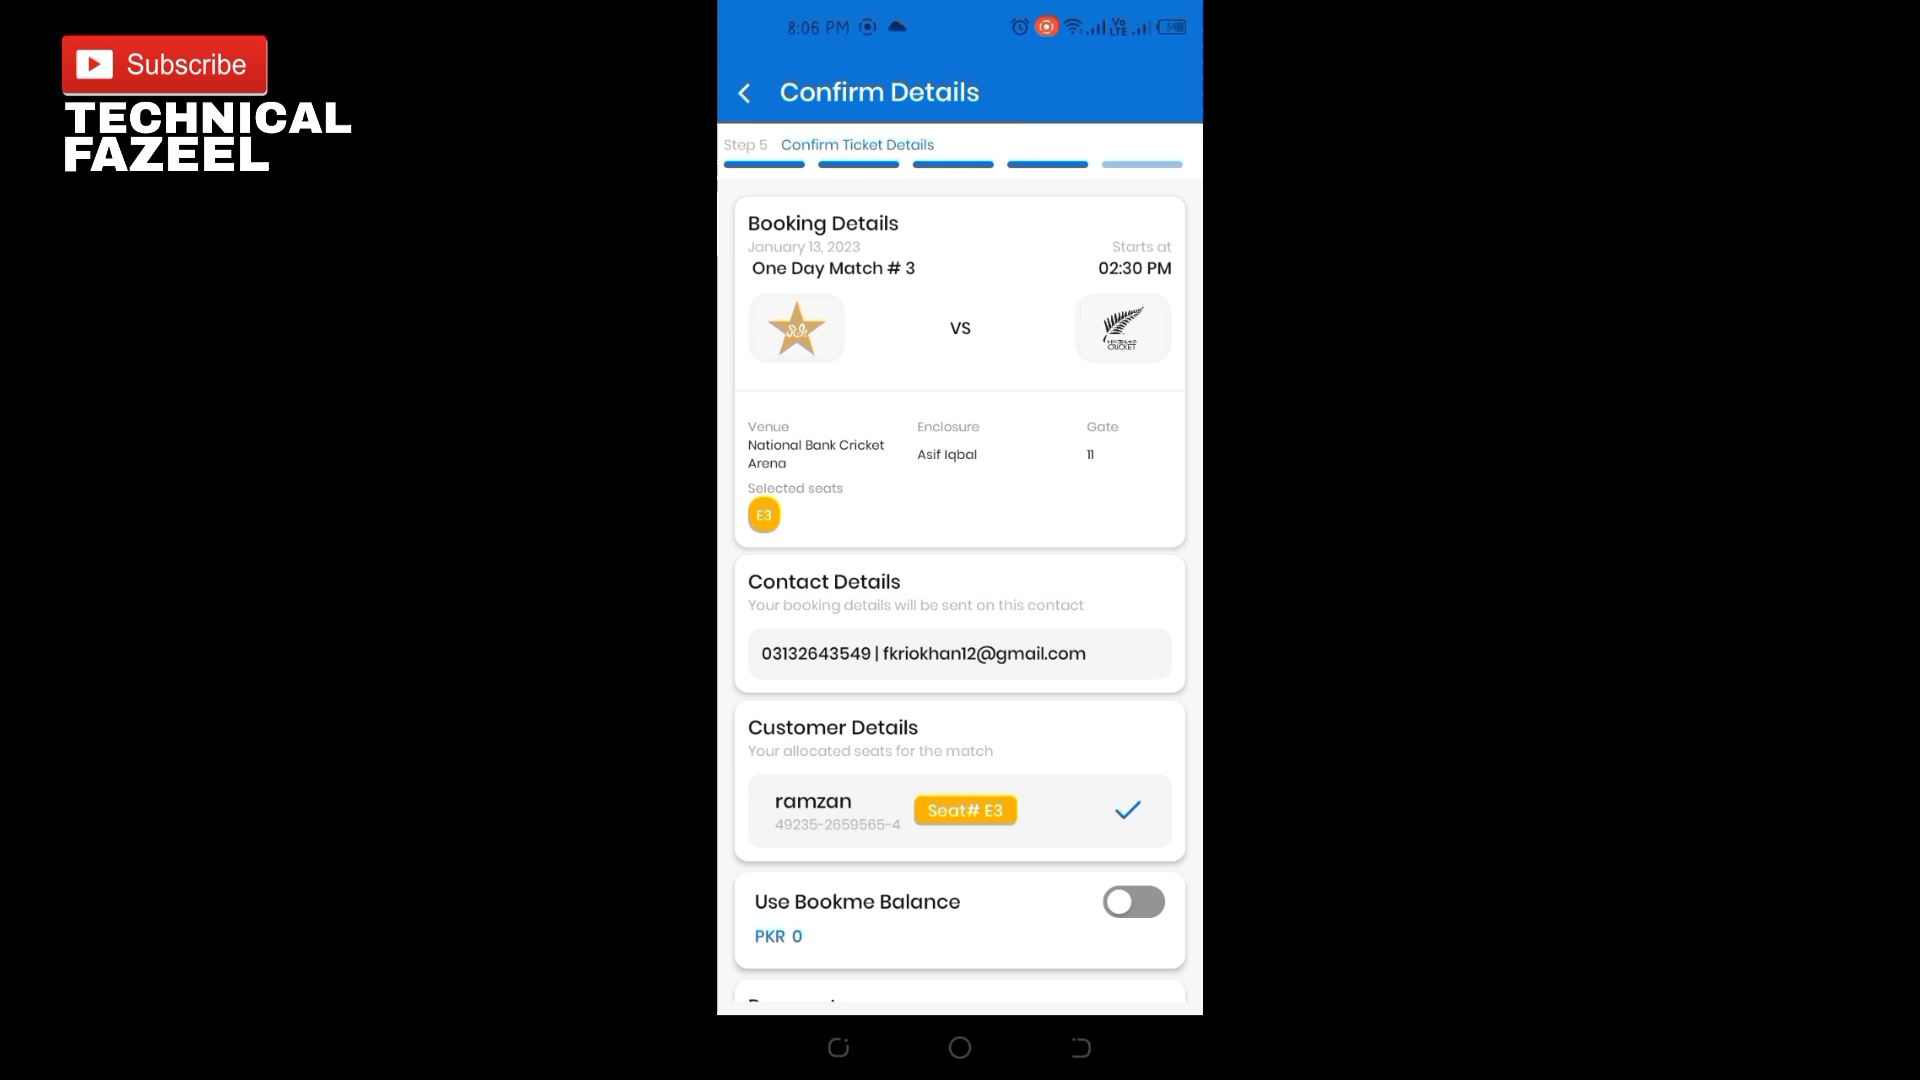 Subscribe
TECHNICAL
FAZEEL
8:06 PM
Confirm Details
Step 5 Confirm Ticket Details
Booking Details
January 13, 2023 Starts at
One Day Match # 3 02:30 PM
VS
CRICKET
Venue Enclosure Gate
National Bank Cricket
Arena
Asif Iqbal 11
Selected seats
E3
Contact Details
Your booking details will be sent on this contact
03132643549 | fkriokhan12@gmail.com
Customer Details
Your allocated seats for the match
ramzan
49235-2659565-4
Seat# E3
Use Bookme Balance
PKR 0